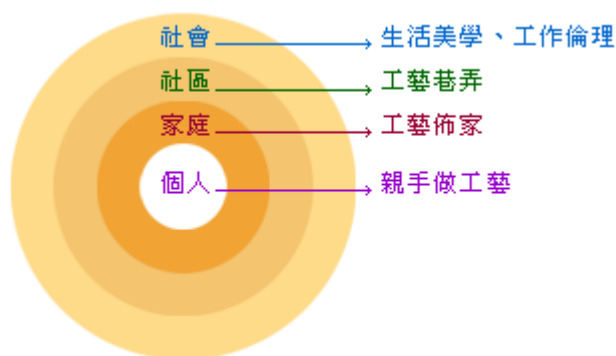 社會 生活美學、工作倫理
社區 工藝巷弄
家庭 工藝佈家
個人 親手做工藝